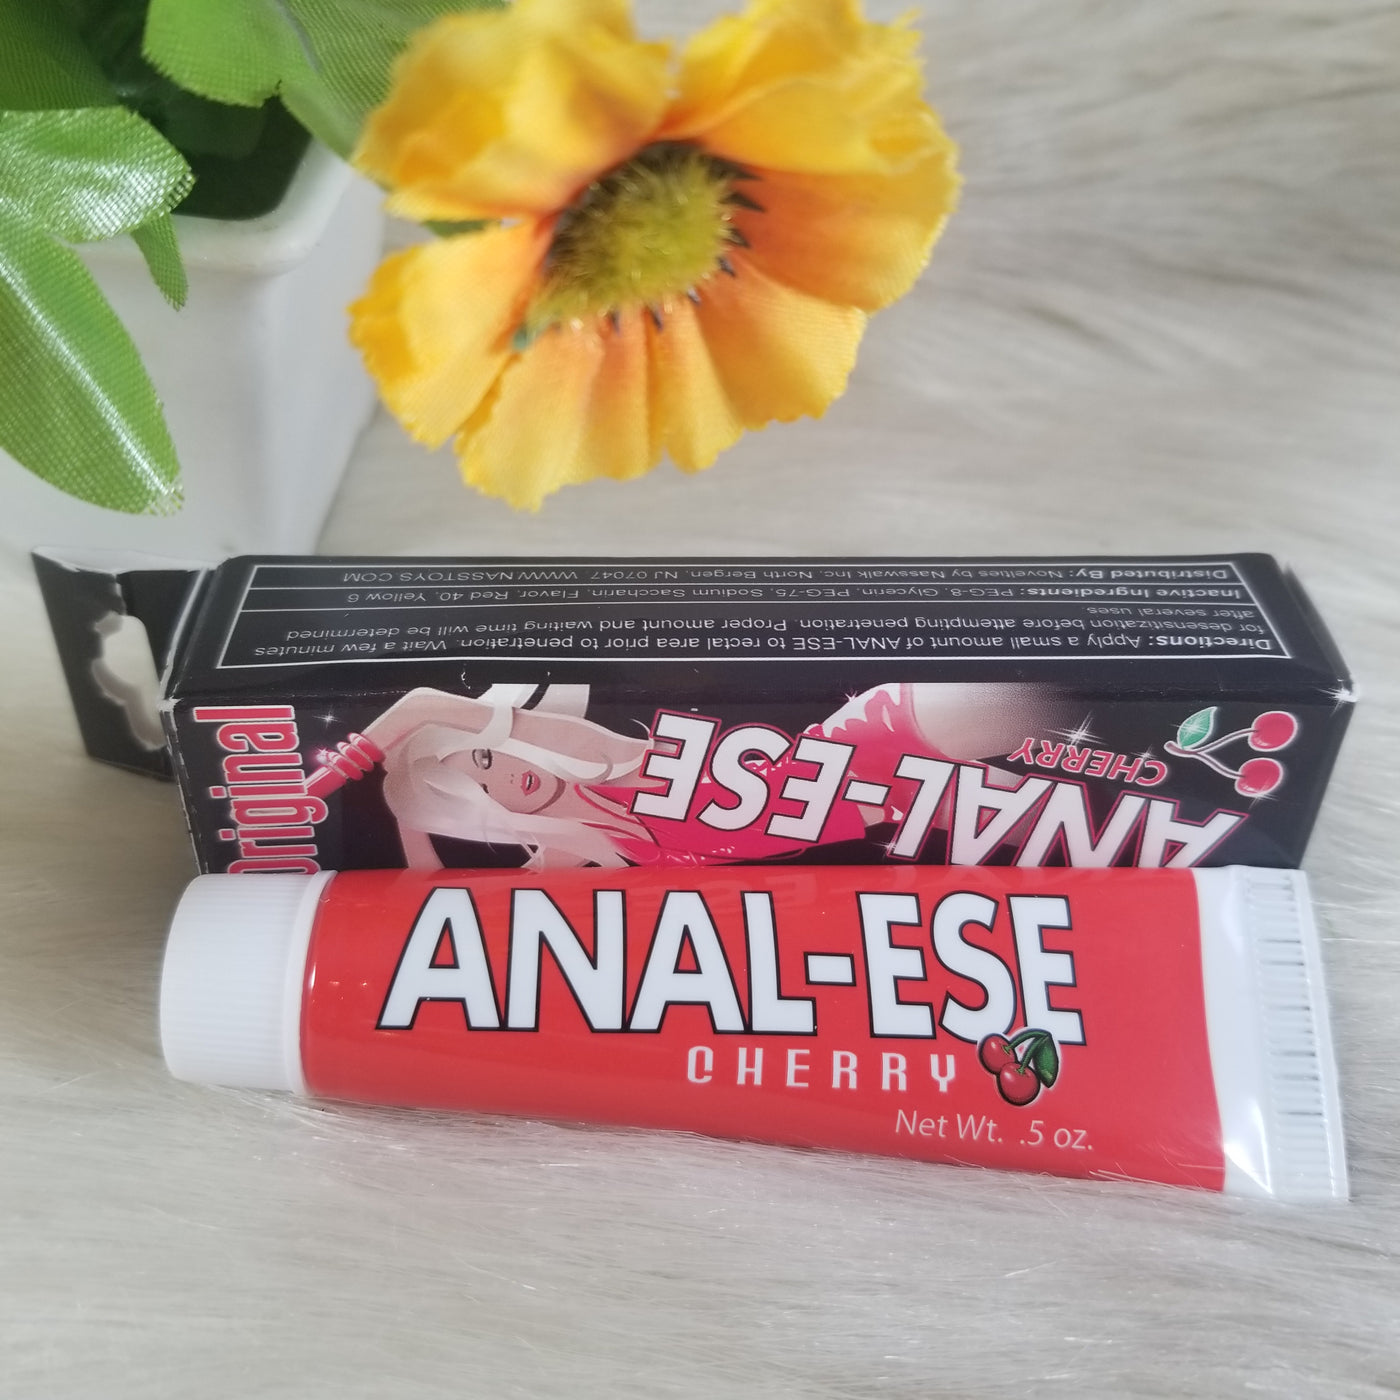 Directions: Apply a small amount of ANAL-ESE to rectal area prior to penetration. Wait a few minutes
for desensitization before attempting penetration. Proper amount and waiting time will be determined
after several uses.
Inactive Ingredients: PEG-8, Glycerin, PEG-75, Sodium Saccharin, Flavor, Red 40, Yellow 6
Distributed By: Novelties by Nasswalk Inc. North Bergen, NJ 07047 WWW.NASSTOYS.COM
Original
ANAL-ESE
ANAL-ESE
CHERRY
ANAL-ESE
CHERRY
Net Wt. .5 oz.